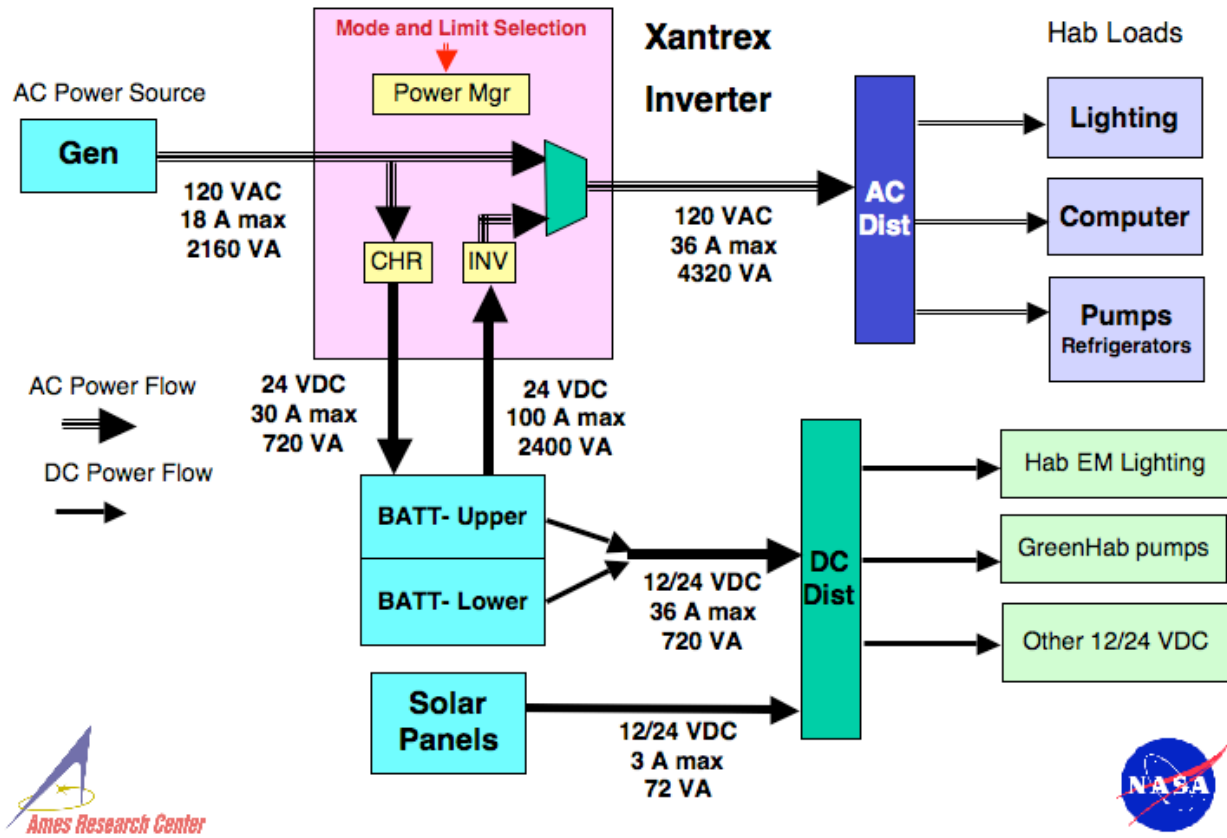 Mode and Limit Selection
Xantrex
Inverter
Hab Loads
Power Mgr
AC Power Source
Gen
120 VAC
18 A max
2160 VA
CHR
INV
120 VAC
36 A max
4320 VA
AC
Dist
Lighting
Computer
Pumps
Refrigerators
24 VDC
30 A max
720 VA
24 VDC
100 A max
2400 VA
AC Power Flow
DC Power Flow
BATT- Upper
BATT- Lower
12/24 VDC
36 A max
720 VA
DC
Dist
Hab EM Lighting
GreenHab pumps
Other 12/24 VDC
Solar
Panels
12/24 VDC
3 A max
72 VA
Ames Research Center
NASA